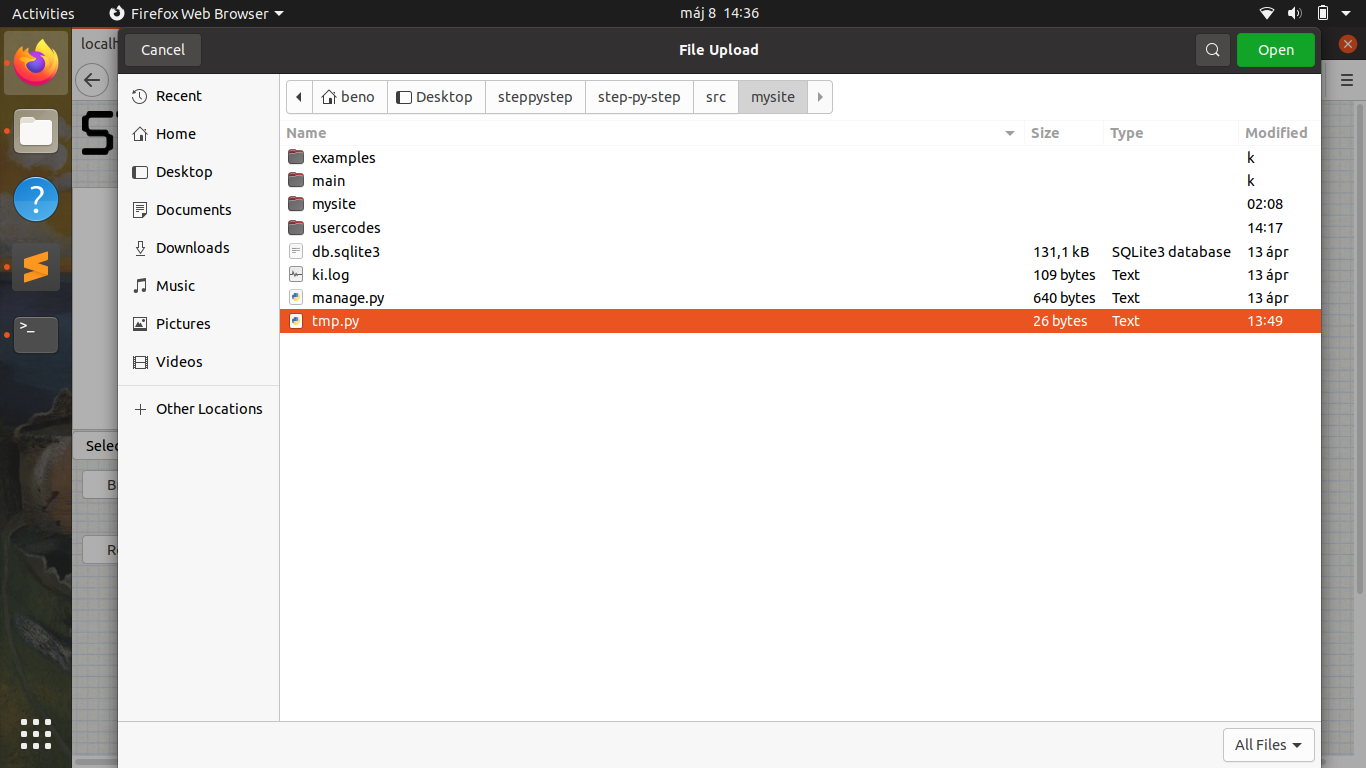 Activities Firefox Web Browser máj 8 14:36
Cancel File Upload Open
beno Desktop steppystep step-py-step src mysite
Recent
Home
Desktop
Documents
Downloads
Music
Pictures
Videos
Other Locations
Name Size Type Modified
examples k
main k
mysite 02:08
usercodes 14:17
db.sqlite3 131,1 kB SQLite3 database 13 ápr
ki.log 109 bytes Text 13 ápr
manage.py 640 bytes Text 13 ápr
tmp.py 26 bytes Text 13:49
All Files